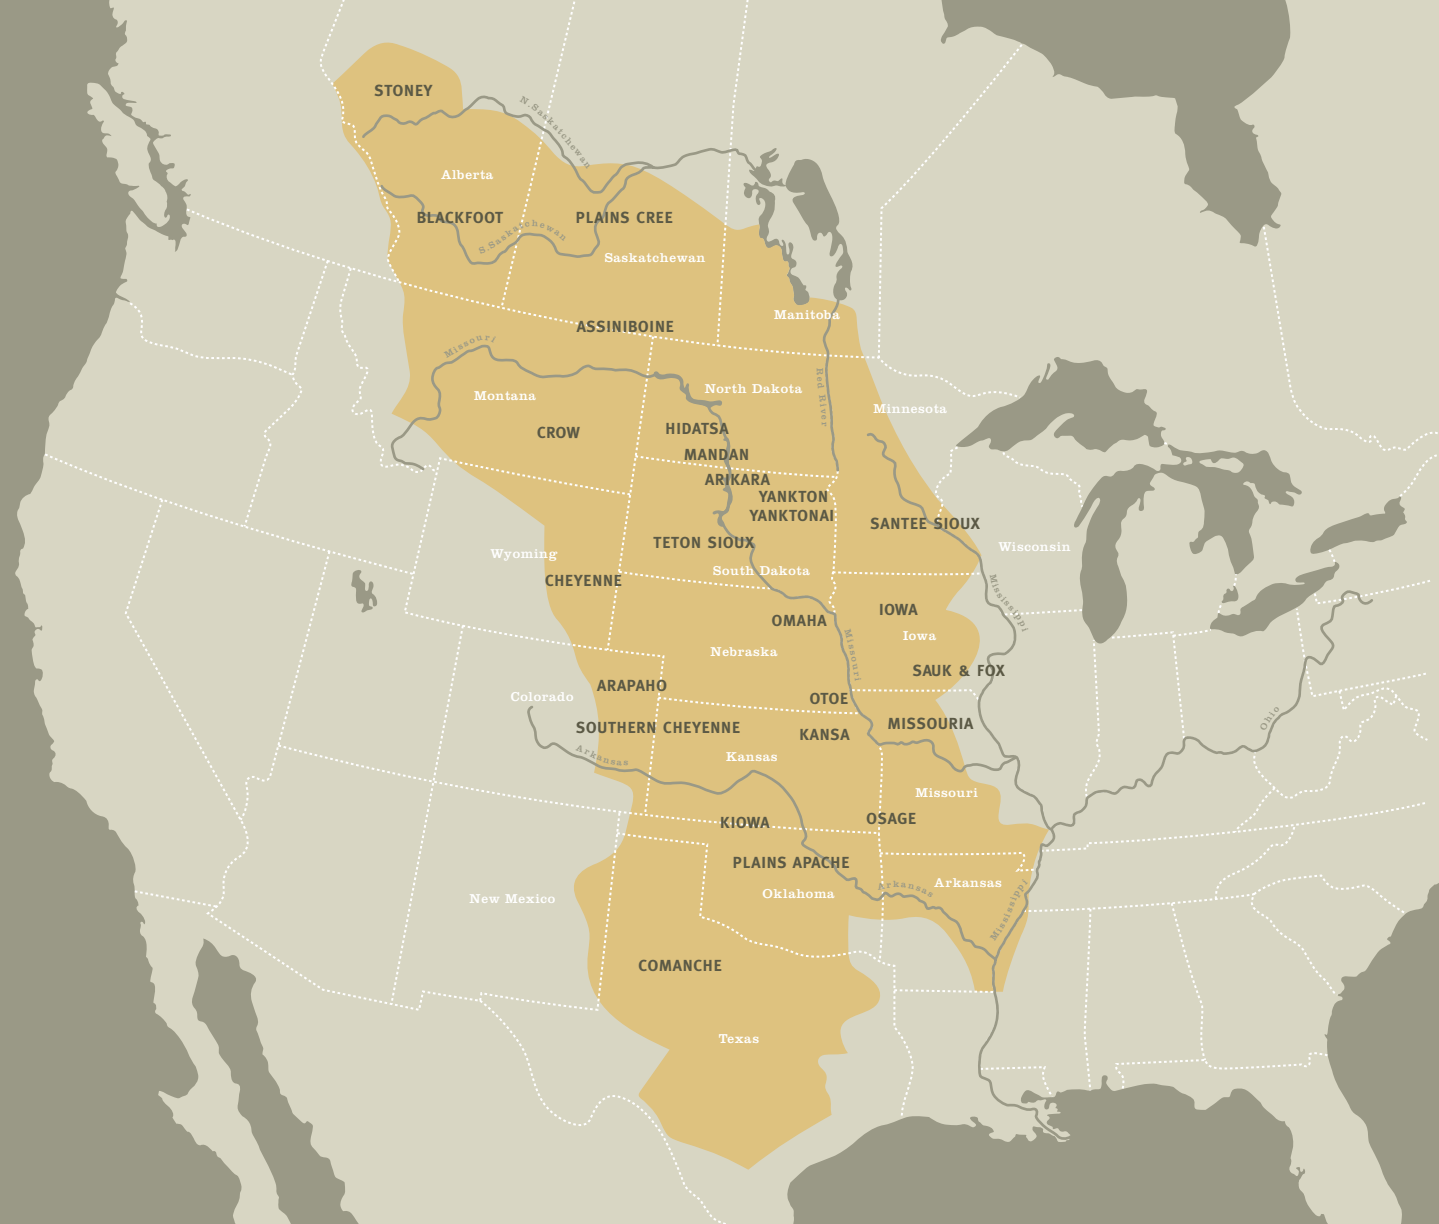 STONEY
N.Saskatchewan
Alberta
BLACKFOOT
PLAINS CREE
S.Saskatchewan
Saskatchewan
Manitoba
ASSINIBOINE
Missouri
Red River
North Dakota
Montana
Minnesota
HIDATSA
CROW
MANDAN
ARIKARA
YANKTON
YANKTONAI
SANTEE SIOUX
TETON SIOUX
Wisconsin
Wyoming
South Dakota
CHEYENNE
Mississippi
IOWA
OMAHA
Iowa
Missouri
Nebraska
SAUK & FOX
ARAPAHO
Colorado
OTOE
Ohio
MISSOURIA
SOUTHERN CHEYENNE
KANSA
Arkansas
Kansas
Missouri
OSAGE
KIOWA
PLAINS APACHE
Arkansas
Arkansas
Oklahoma
New Mexico
Mississippi
COMANCHE
Texas